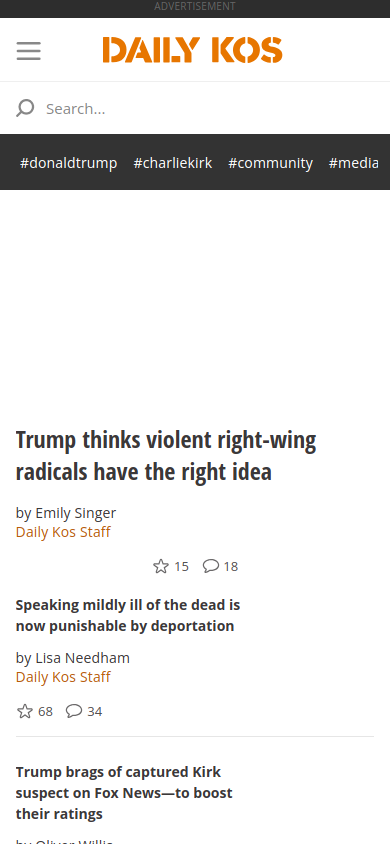 ADVERTISEMENT
DAILY KOS
Search...
#donaldtrump #charliekirk #community #media
Trump thinks violent right-wing
radicals have the right idea
by Emily Singer
Daily Kos Staff
15 18
Speaking mildly ill of the dead is
now punishable by deportation
by Lisa Needham
Daily Kos Staff
68 34
Trump brags of captured Kirk
suspect on Fox News—to boost
their ratings
by Oliver Willis